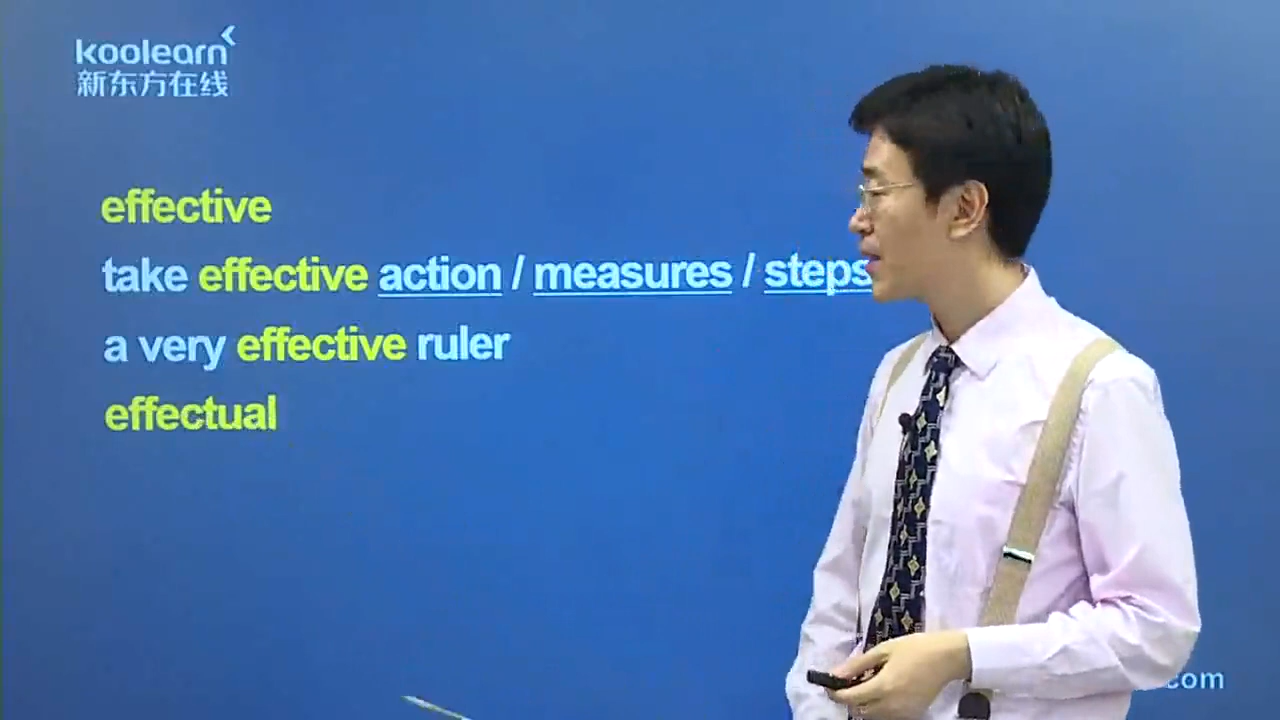 koolearn
新东方在线
effective
take effective action / measures / steps
a very effective ruler
effectual
.com